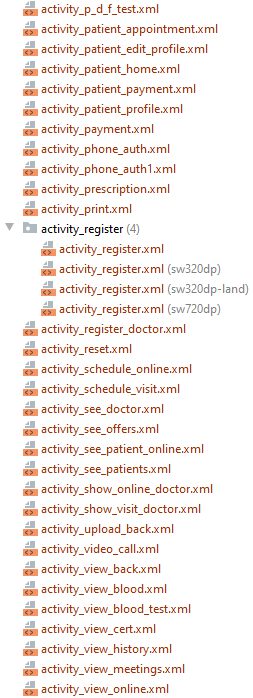 activity_p_d_f_test.xml
activity_patient_appointment.xml
activity_patient_edit_profile.xml
activity_patient_home.xml
activity_patient_payment.xml
activity_patient_profile.xml
activity_payment.xml
activity_phone_auth.xml
activity_phone_auth1.xml
activity_prescription.xml
activity_print.xml
activity_register (4)
activity_register.xml
activity_register.xml (sw320dp)
activity_register.xml (sw320dp-land)
activity_register.xml (sw720dp)
activity_register_doctor.xml
activity_reset.xml
activity_schedule_online.xml
activity_schedule_visit.xml
activity_see_doctor.xml
activity_see_offers.xml
activity_see_patient_online.xml
activity_see_patients.xml
activity_show_online_doctor.xml
activity_show_visit_doctor.xml
activity_upload_back.xml
activity_video_call.xml
activity_view_back.xml
activity_view_blood.xml
activity_view_blood_test.xml
activity_view_cert.xml
activity_view_history.xml
activity_view_meetings.xml
activity_view_online.xml